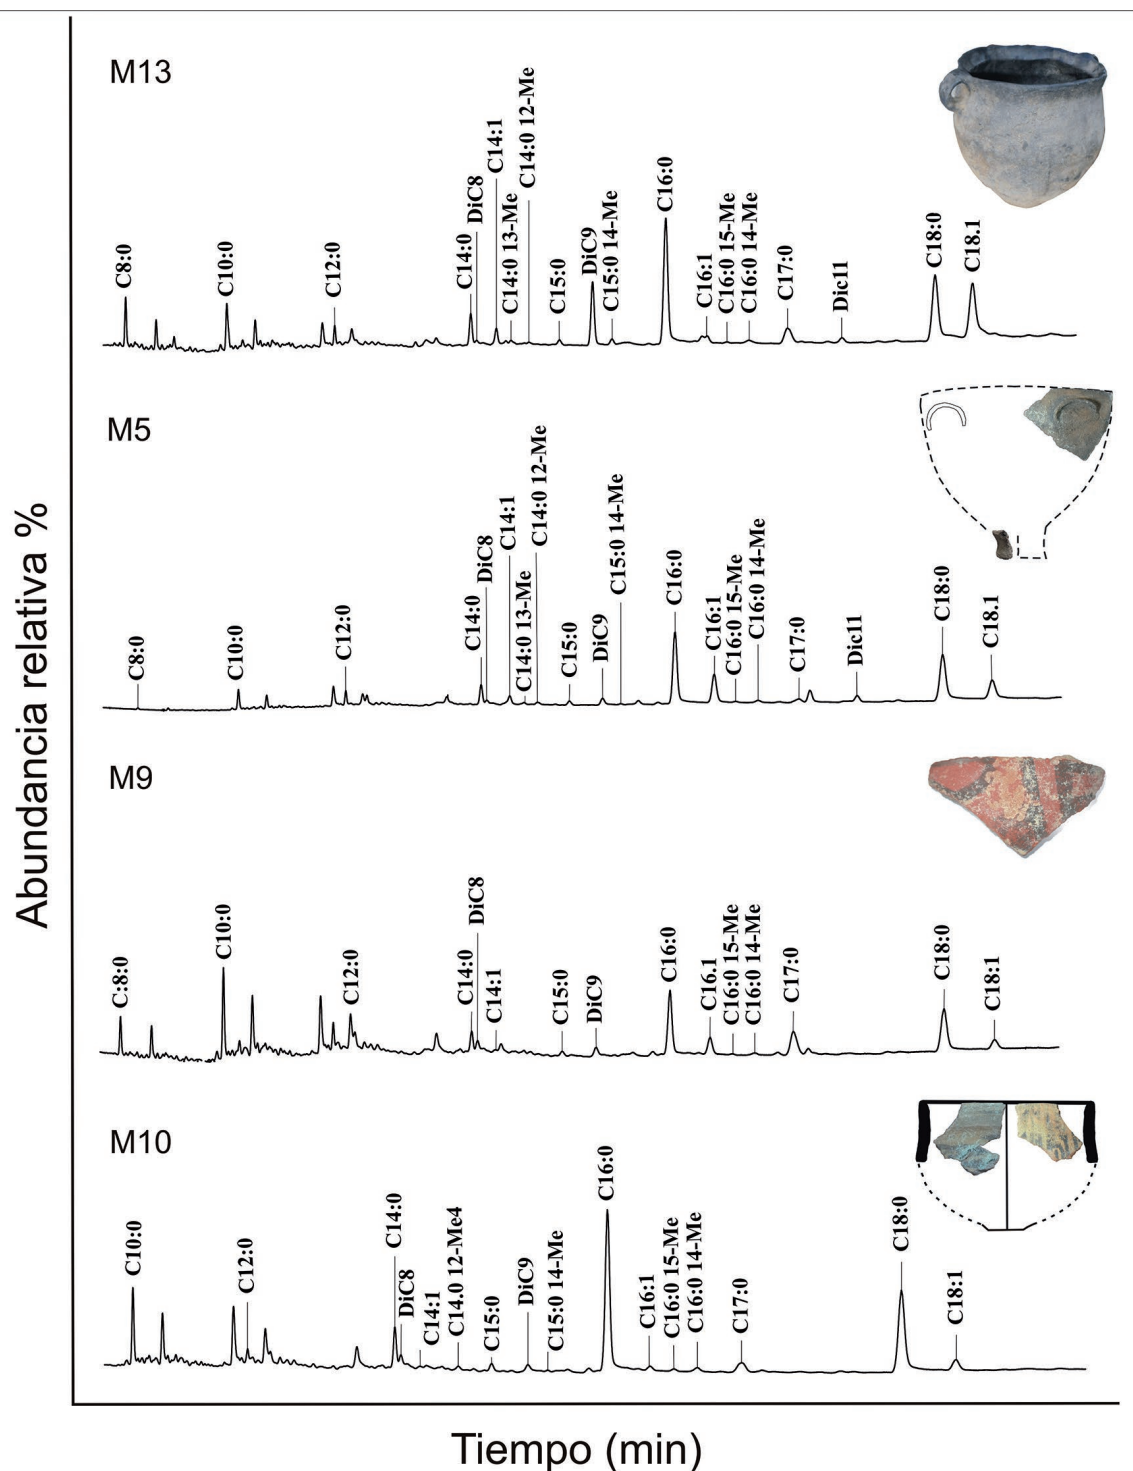 Abundancia relativa %
M13
C8:0
C10:0
C12:0
C14:0
DiC8
C14:1
C14:0 13-Me
C14:0 12-Me
C15:0
DiC9
C15:0 14-Me
C16:0
C16:1
C16:0 15-Me
C16:0 14-Me
C17:0
Dic11
C18:0
C18.1
M5
C8:0
C10:0
C12:0
C14:0
DiC8
C14:1
C14:0 13-Me
C14:0 12-Me
C15:0
DiC9
C15:0 14-Me
C16:0
C16:1
C16:0 15-Me
C16:0 14-Me
C17:0
Dic11
C18:0
C18.1
M9
C:8:0
C10:0
C12:0
C14:0
DiC8
C14:1
C15:0
DiC9
C16:0
C16.1
C16:0 15-Me
C16:0 14-Me
C17:0
C18:0
C18:1
M10
C10:0
C12:0
C14:0
DiC8
C14:1
C14.0 12-Me4
C15:0
DiC9
C15:0 14-Me
C16:0
C16:1
C16:0 15-Me
C16:0 14-Me
C17:0
C18:0
C18:1
Tiempo (min)